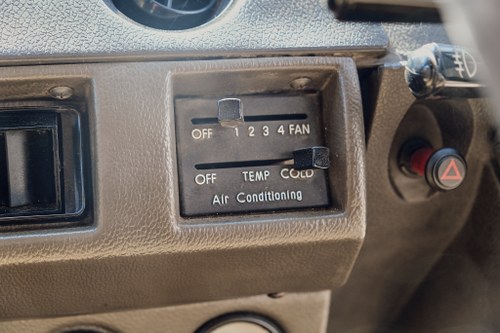 OFF 1 2 3 4 FAN
OFF TEMP COLD
Air Conditioning